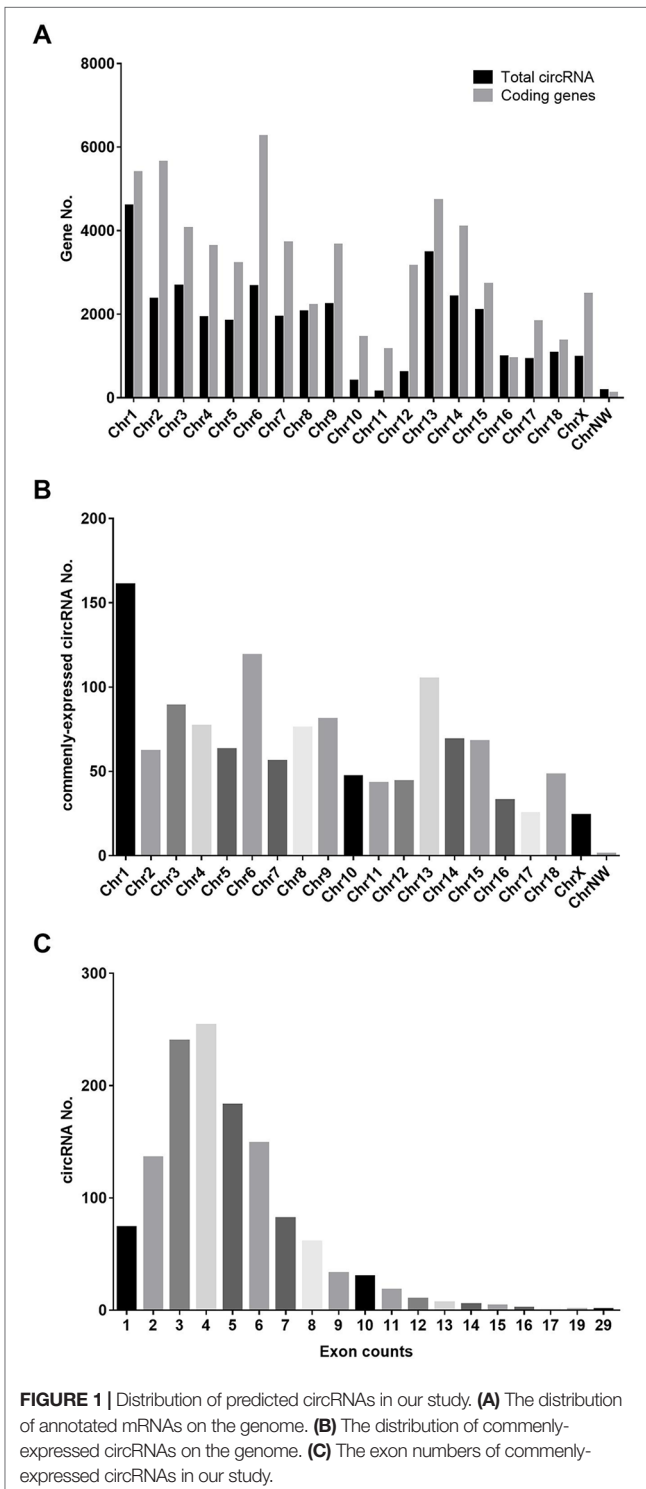 A
8000
6000
4000
2000
0
Gene No.
Total circRNA
Coding genes
Chr1 Chr2 Chr3 Chr4 Chr5 Chr6 Chr7 Chr8 Chr9 Chr10 Chr11 Chr12 Chr13 Chr14 Chr15 Chr16 Chr17 Chr18 ChrX ChrNW
B
200
150
100
50
0
commenly-expressed circRNA No.
Chr1 Chr2 Chr3 Chr4 Chr5 Chr6 Chr7 Chr8 Chr9 Chr10 Chr11 Chr12 Chr13 Chr14 Chr15 Chr16 Chr17 Chr18 ChrX ChrNW
C
300
200
100
0
circRNA No.
1 2 3 4 5 6 7 8 9 10 11 12 13 14 15 16 17 19 29
Exon counts
FIGURE 1 | Distribution of predicted circRNAs in our study. (A) The distribution
of annotated mRNAs on the genome. (B) The distribution of commenly-
expressed circRNAs on the genome. (C) The exon numbers of commenly-
expressed circRNAs in our study.